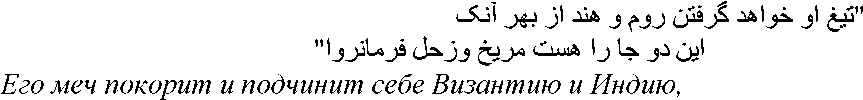 "تیغ او خواهد گرفتن روم و هند از بهر آنک
این دو جا را هست مریخ وزحل فرمانروا"
Его меч покорит и подчинит себе Византию и Индию,